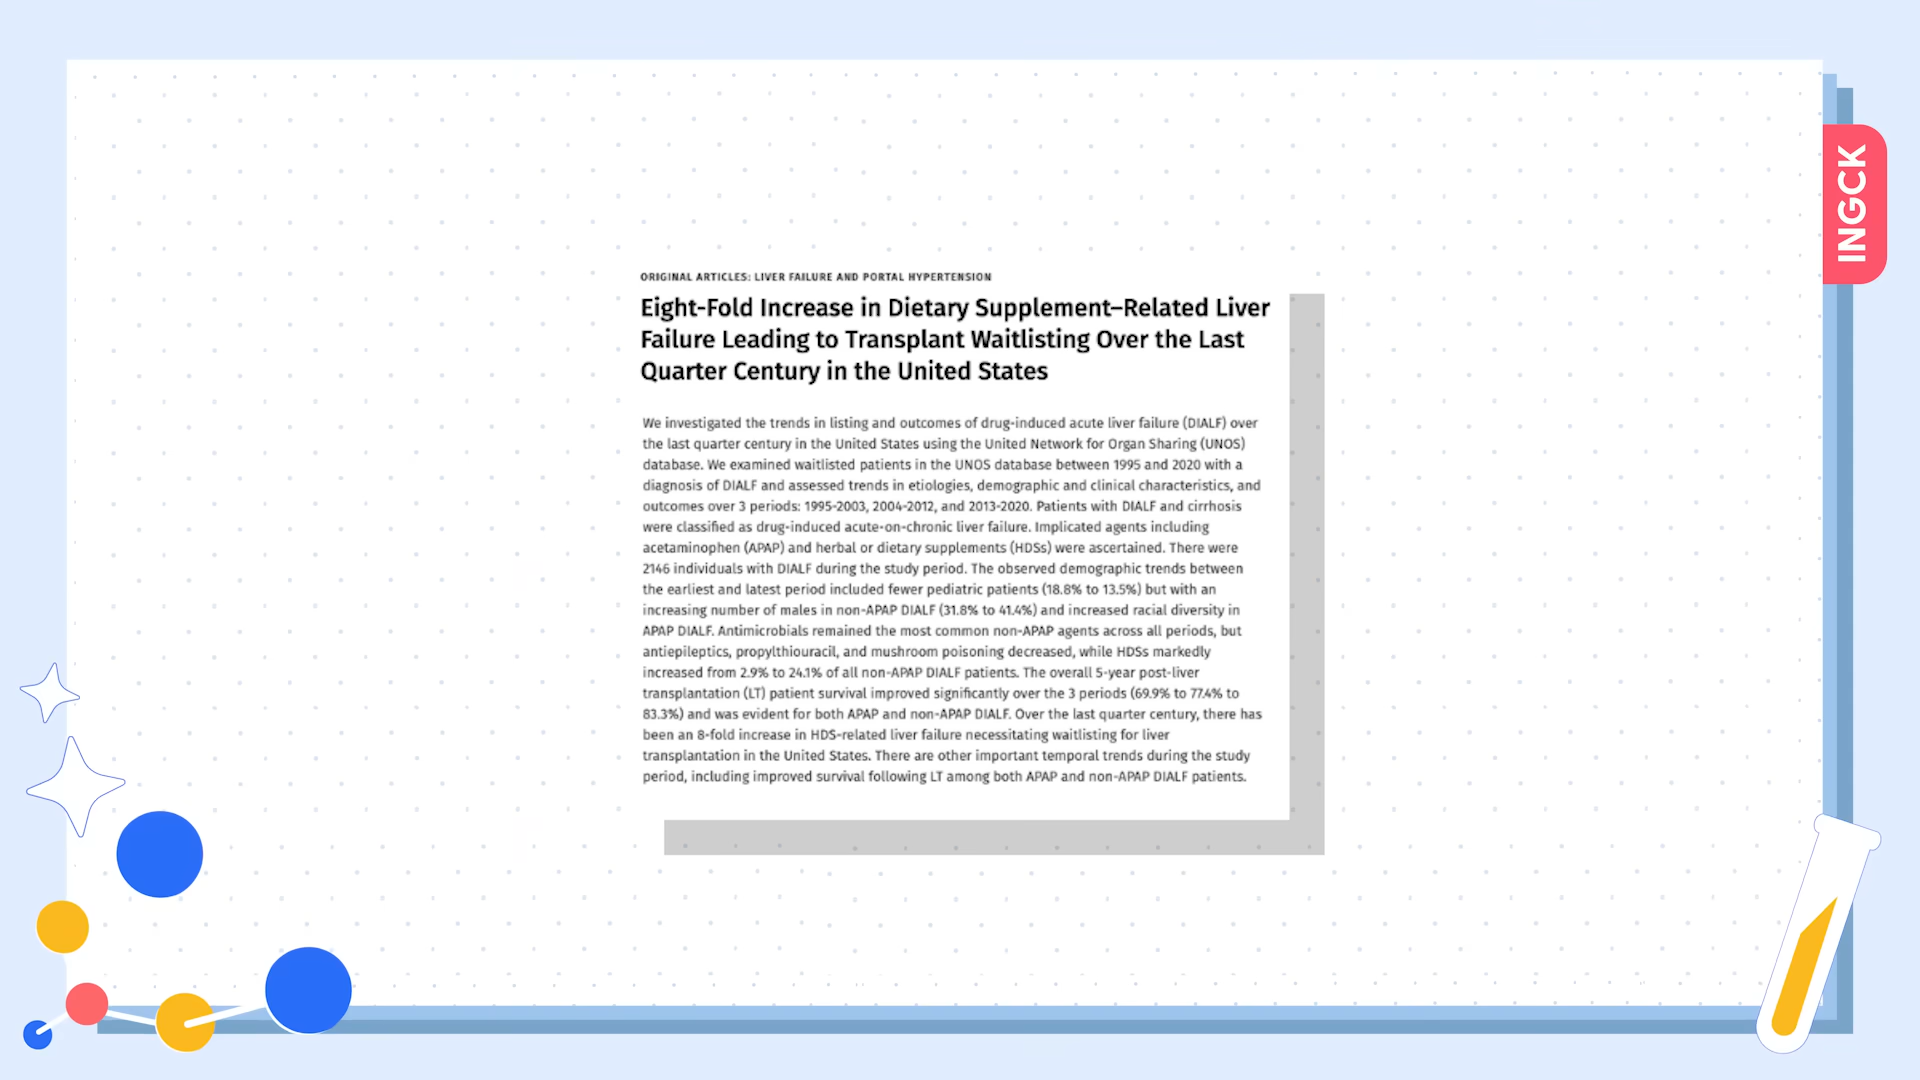 INGCK
ORIGINAL ARTICLES: LIVER FAILURE AND PORTAL HYPERTENSION
Eight-Fold Increase in Dietary Supplement–Related Liver
Failure Leading to Transplant Waitlisting Over the Last
Quarter Century in the United States
We investigated the trends in listing and outcomes of drug-induced acute liver failure (DIALF) over
the last quarter century in the United States using the United Network for Organ Sharing (UNOS)
database. We examined waitlisted patients in the UNOS database between 1995 and 2020 with a
diagnosis of DIALF and assessed trends in etiologies, demographic and clinical characteristics, and
outcomes over 3 periods: 1995-2003, 2004-2012, and 2013-2020. Patients with DIALF and cirrhosis
were classified as drug-induced acute-on-chronic liver failure. Implicated agents including
acetaminophen (APAP) and herbal or dietary supplements (HDSs) were ascertained. There were
2146 individuals with DIALF during the study period. The observed demographic trends between
the earliest and latest period included fewer pediatric patients (18.8% to 13.5%) but with an
increasing number of males in non-APAP DIALF (31.8% to 41.4%) and increased racial diversity in
APAP DIALF. Antimicrobials remained the most common non-APAP agents across all periods, but
antiepileptics, propylthiouracil, and mushroom poisoning decreased, while HDSs markedly
increased from 2.9% to 24.1% of all non-APAP DIALF patients. The overall 5-year post-liver
transplantation (LT) patient survival improved significantly over the 3 periods (69.9% to 77.4% to
83.3%) and was evident for both APAP and non-APAP DIALF. Over the last quarter century, there has
been an 8-fold increase in HDS-related liver failure necessitating waitlisting for liver
transplantation in the United States. There are other important temporal trends during the study
period, including improved survival following LT among both APAP and non-APAP DIALF patients.